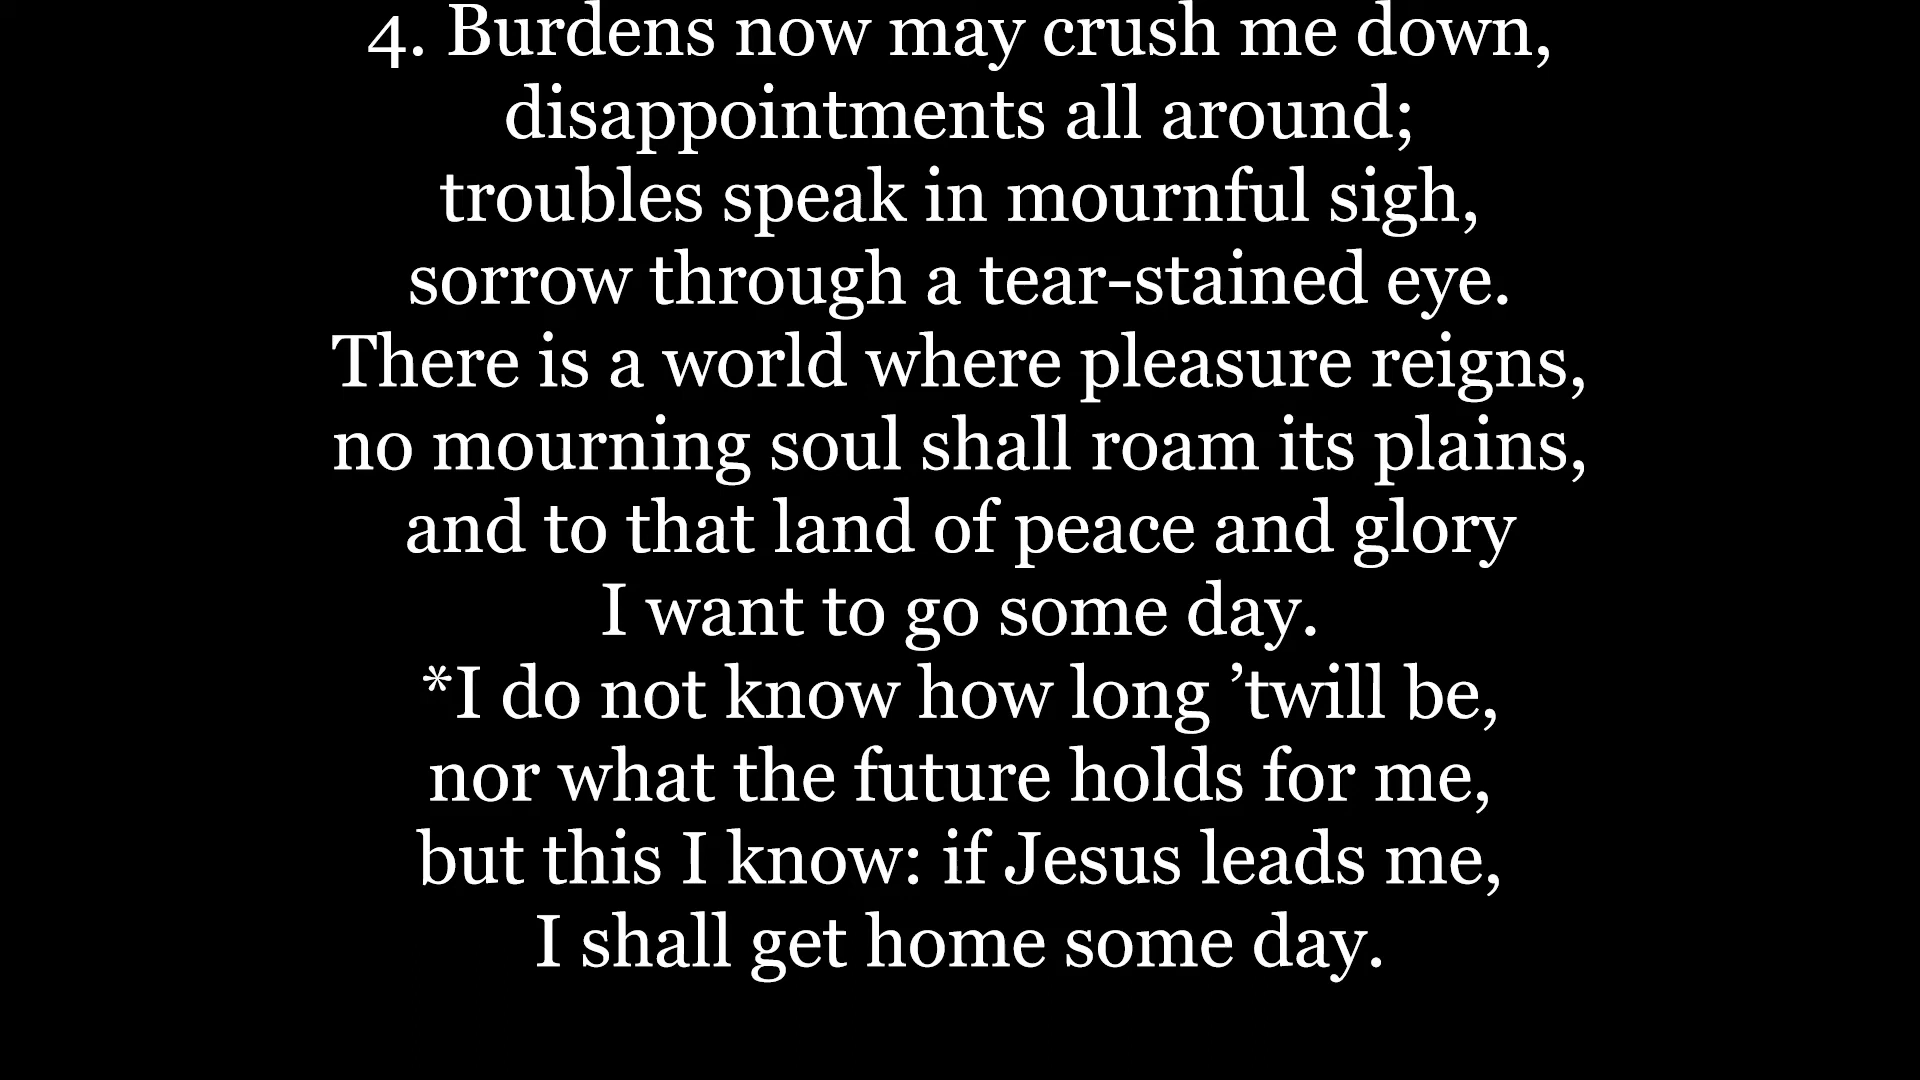 4. Burdens now may crush me down,
disappointments all around;
troubles speak in mournful sigh,
sorrow through a tear-stained eye.
There is a world where pleasure reigns,
no mourning soul shall roam its plains,
and to that land of peace and glory
I want to go some day.
*I do not know how long ’twill be,
nor what the future holds for me,
but this I know: if Jesus leads me,
I shall get home some day.